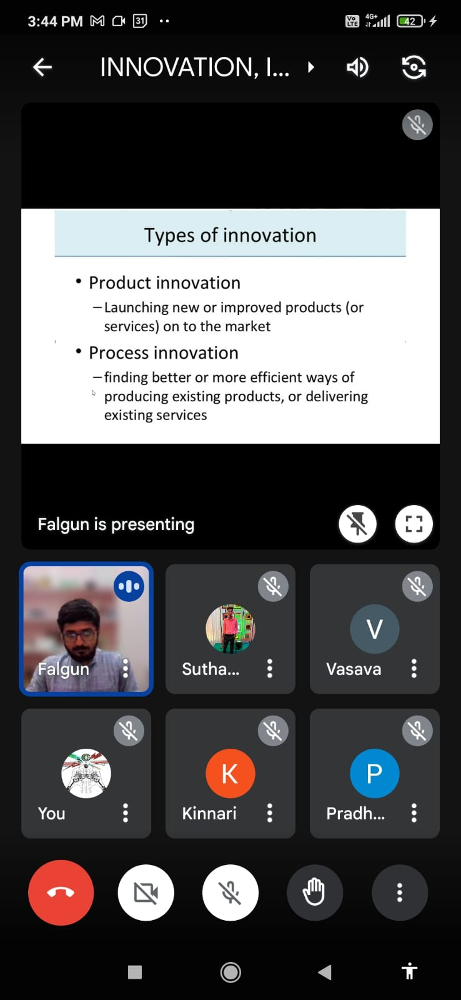 3:44 PM 31 Vo LTE 4G+ 42
INNOVATION, I...
Types of innovation
• Product innovation
– Launching new or improved products (or
services) on to the market
• Process innovation
– finding better or more efficient ways of
producing existing products, or delivering
existing services
Falgun is presenting
V
Falgun Sutha... Vasava
K P
You Kinnari Pradh...